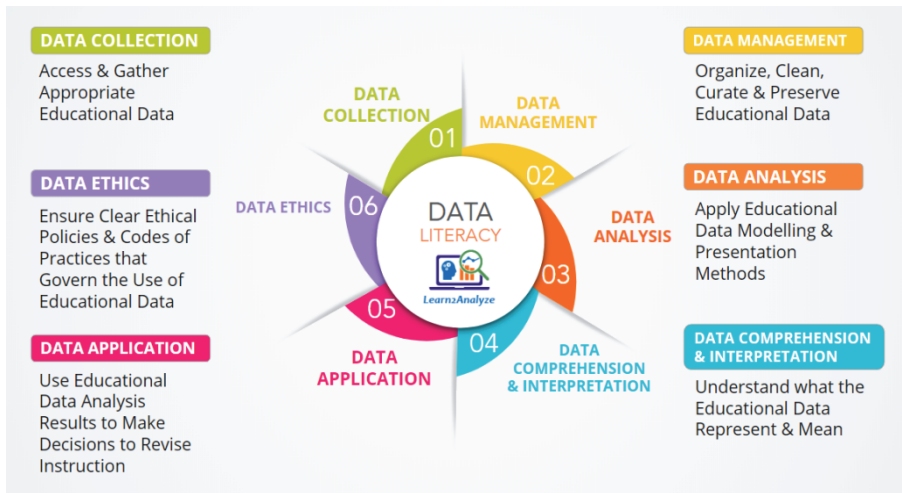 DATA COLLECTION
Access & Gather
Appropriate
Educational Data
DATA ETHICS
Ensure Clear Ethical
Policies & Codes of
Practices that
Govern the Use of
Educational Data
DATA APPLICATION
Use Educational
Data Analysis
Results to Make
Decisions to Revise
Instruction
DATA
COLLECTION
01
DATA
MANAGEMENT
02
DATA
ANALYSIS
03
DATA
COMPREHENSION
& INTERPRETATION
04
DATA
APPLICATION
05
DATA ETHICS
06
DATA
LITERACY
Learn2Analyze
DATA MANAGEMENT
Organize, Clean,
Curate & Preserve
Educational Data
DATA ANALYSIS
Apply Educational
Data Modelling &
Presentation
Methods
DATA COMPREHENSION
& INTERPRETATION
Understand what the
Educational Data
Represent & Mean